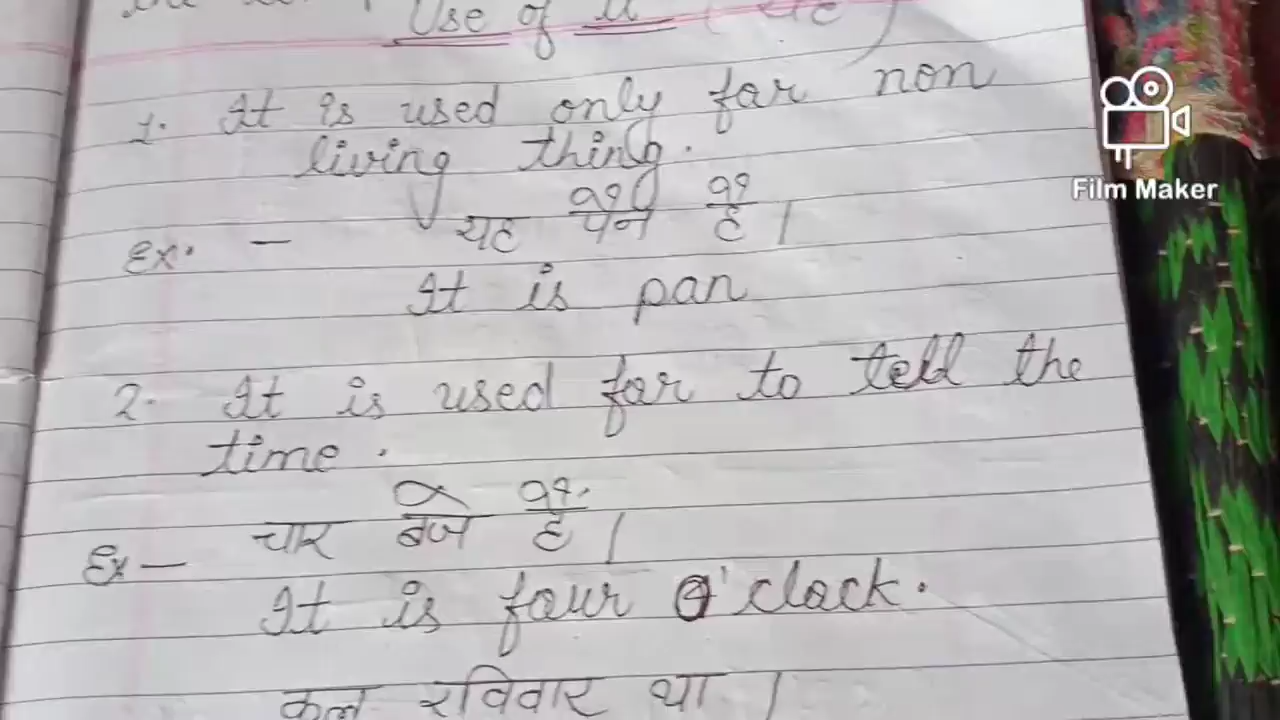 Use of It (यह)
1. It is used only for non
living thing.
Ex. - यह पेन है।
It is pan
2. It is used for to tell the
time.
Ex - चार बजे है।
It is four O'clock.
कल रविवार था।
Film Maker